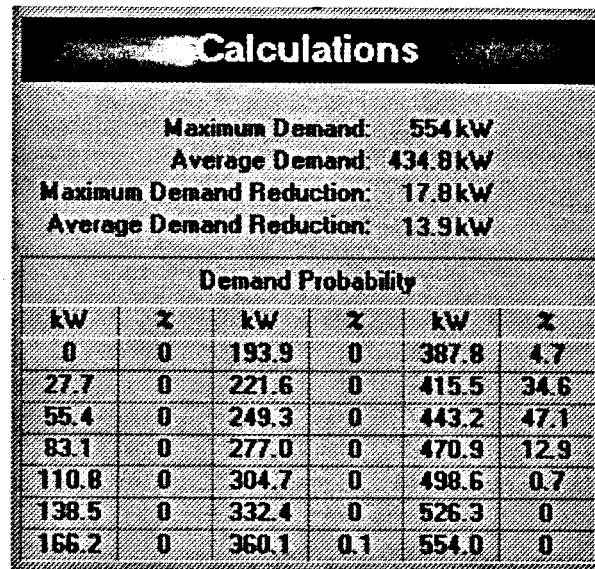 Calculations
Maximum Demand: 554 kW
Average Demand: 434.8 kW
Maximum Demand Reduction: 17.8 kW
Average Demand Reduction: 13.9 kW
Demand Probability
kW % kW % kW %
0 0 193.9 0 387.8 4.7
27.7 0 221.6 0 415.5 34.6
55.4 0 249.3 0 443.2 47.1
83.1 0 277.0 0 470.9 12.9
110.8 0 304.7 0 498.6 0.7
138.5 0 332.4 0 526.3 0
166.2 0 360.1 0.1 554.0 0